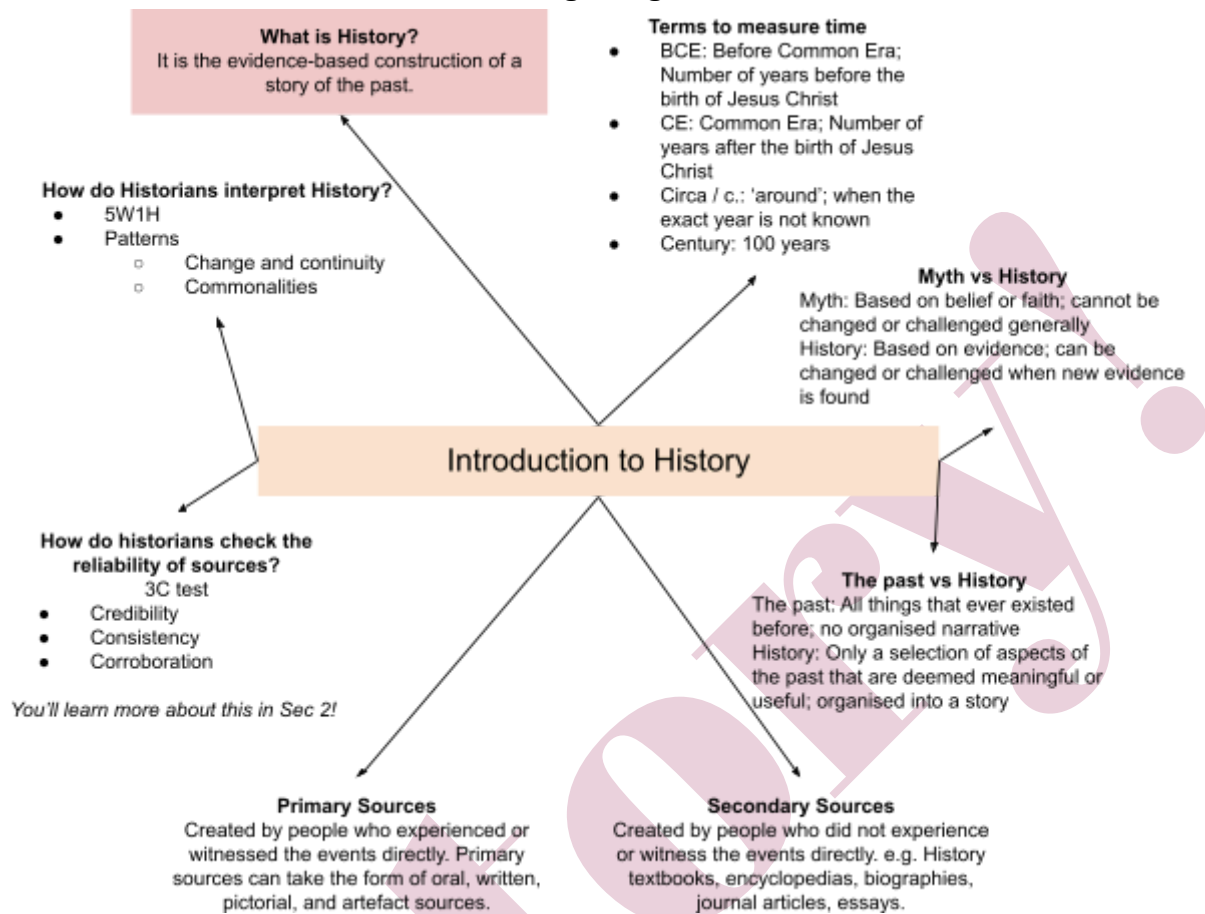 What is History?
It is the evidence-based construction of a
story of the past.
Terms to measure time
● BCE: Before Common Era;
Number of years before the
birth of Jesus Christ
● CE: Common Era; Number of
years after the birth of Jesus
Christ
● Circa / c.: ‘around’; when the
exact year is not known
● Century: 100 years
How do Historians interpret History?
● 5W1H
● Patterns
○ Change and continuity
○ Commonalities
Myth vs History
Myth: Based on belief or faith; cannot be
changed or challenged generally
History: Based on evidence; can be
changed or challenged when new evidence
is found
Introduction to History
How do historians check the
reliability of sources?
3C test
● Credibility
● Consistency
● Corroboration
You’ll learn more about this in Sec 2!
The past vs History
The past: All things that ever existed
before; no organised narrative
History: Only a selection of aspects of
the past that are deemed meaningful or
useful; organised into a story
Primary Sources
Created by people who experienced or
witnessed the events directly. Primary
sources can take the form of oral, written,
pictorial, and artefact sources.
Secondary Sources
Created by people who did not experience
or witness the events directly. e.g. History
textbooks, encyclopedias, biographies,
journal articles, essays.
tory!